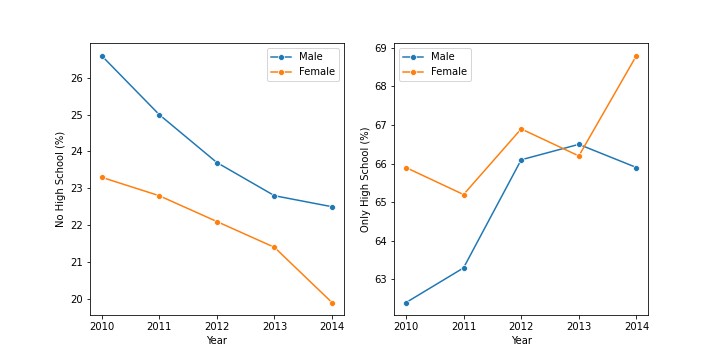 No High School (%)
26
25
24
23
22
21
20
2010 2011 2012 2013 2014
Year
Male
Female
Only High School (%)
69
68
67
66
65
64
63
2010 2011 2012 2013 2014
Year
Male
Female